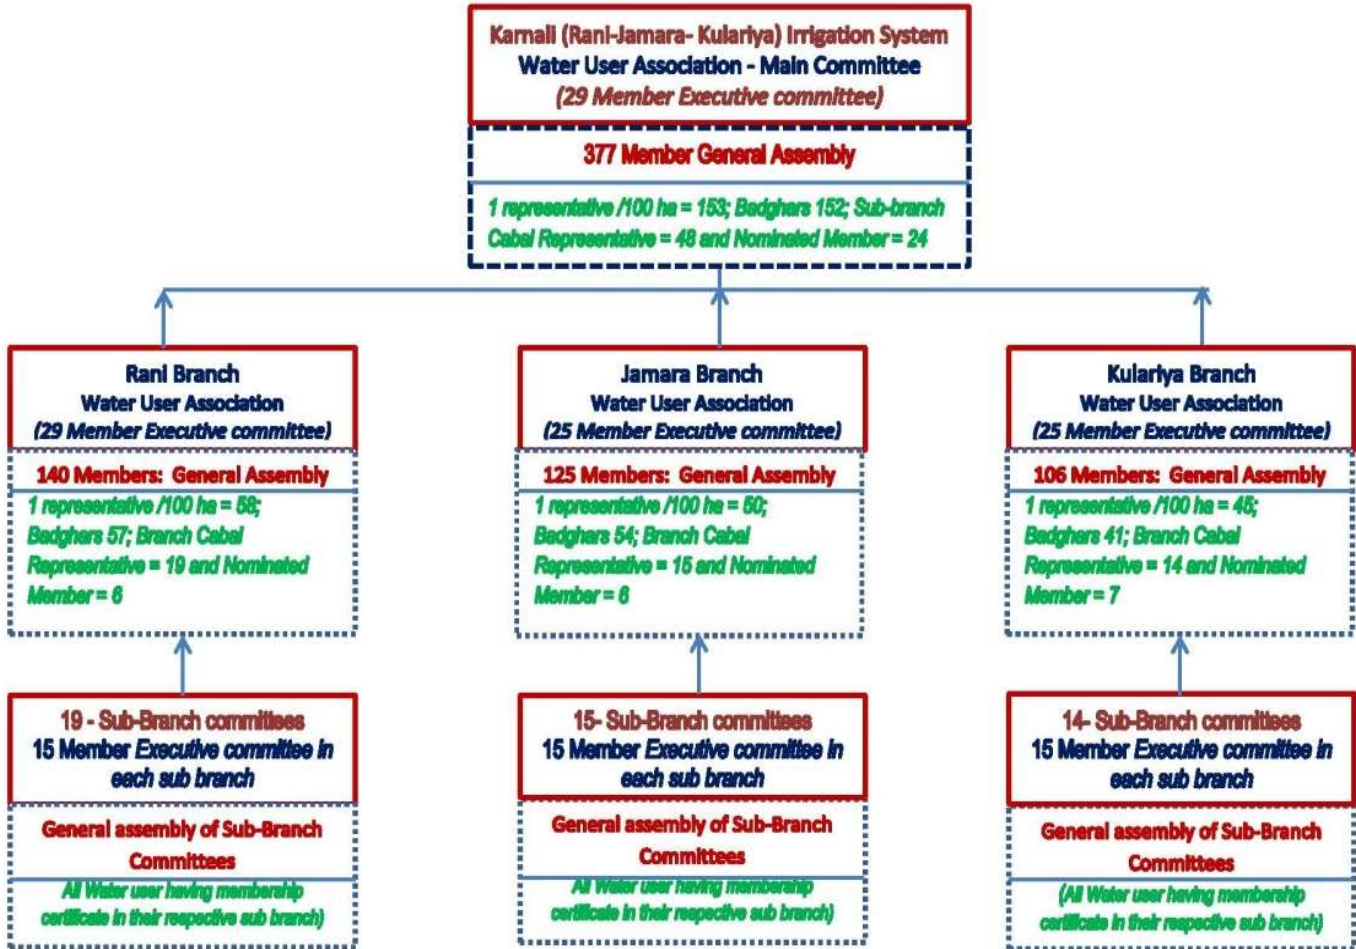 Karnali (Rani-Jamara- Kulariya) Irrigation System
Water User Association - Main Committee
(29 Member Executive committee)
377 Member General Assembly
1 representative /100 ha = 153; Badghars 152; Sub-branch
Cabal Representative = 48 and Nominated Member = 24
Rani Branch
Water User Association
(29 Member Executive committee)
140 Members: General Assembly
1 representative /100 ha = 58;
Badghars 57; Branch Cabal
Representative = 19 and Nominated
Member = 6
Jamara Branch
Water User Association
(25 Member Executive committee)
125 Members: General Assembly
1 representative /100 ha = 50;
Badghars 54; Branch Cabal
Representative = 15 and Nominated
Member = 6
Kulariya Branch
Water User Association
(25 Member Executive committee)
106 Members: General Assembly
1 representative /100 ha = 45;
Badghars 41; Branch Cabal
Representative = 14 and Nominated
Member = 7
19 - Sub-Branch committees
15 Member Executive committee in
each sub branch
General assembly of Sub-Branch
Committees
All Water user having membership
certificate in their respective sub branch)
15- Sub-Branch committees
15 Member Executive committee in
each sub branch
General assembly of Sub-Branch
Committees
All Water user having membership
certificate in their respective sub branch)
14- Sub-Branch committees
15 Member Executive committee in
each sub branch
General assembly of Sub-Branch
Committees
(All Water user having membership
certificate in their respective sub branch)